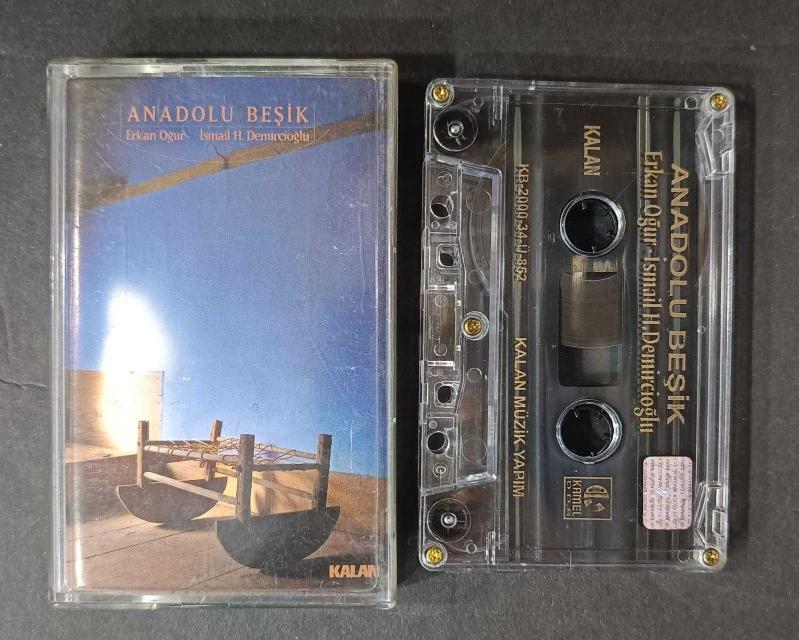 ANADOLU BEŞİK
Erkan Oğur İsmail H. Demircioğlu
KALAN
ANADOLU BEŞİK
Erkan Oğur - İsmail H. Demircioğlu
KALAN
KB-2000-34-Ü-852
KALAN MÜZİK YAPIM
KAMEL